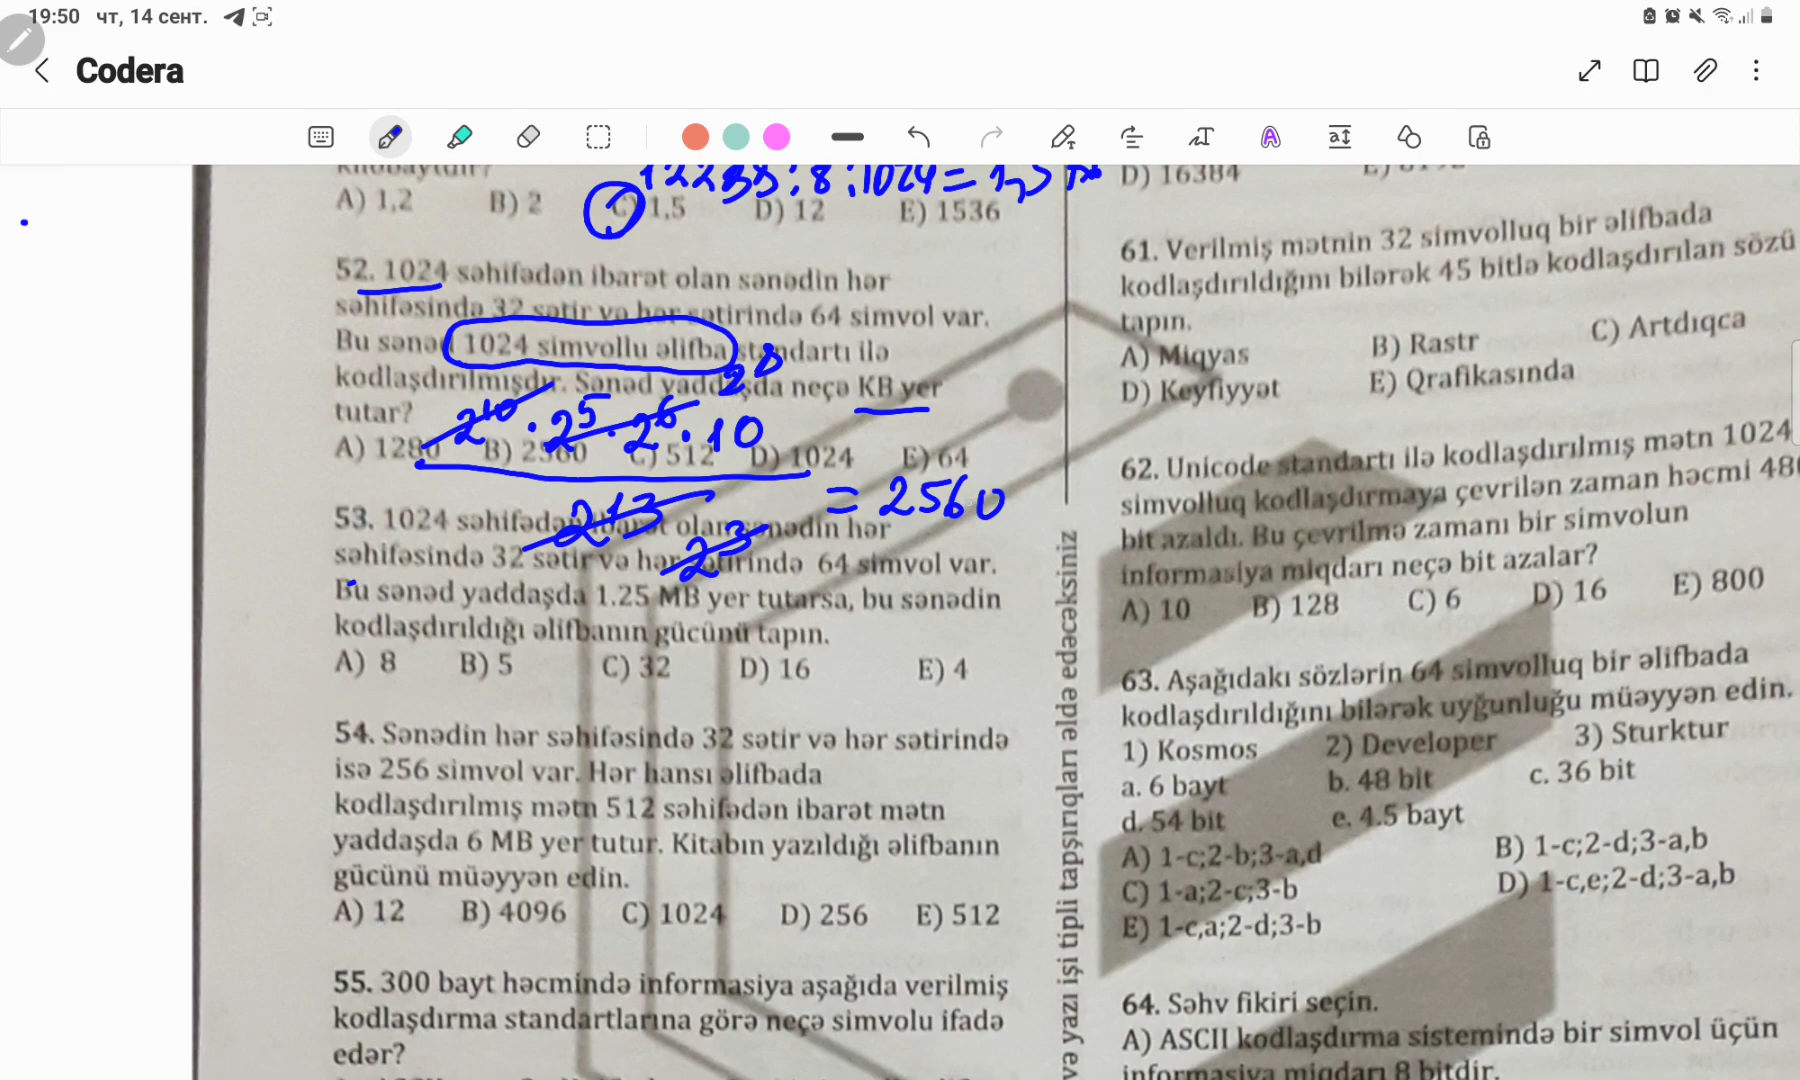 19:50 чт, 14 сент.
Codera
12288:8:1024=1,5
A) 1,2 B) 2 C) 1,5 D) 12 E) 1536
52. 1024 səhifədən ibarət olan sənədin hər
səhifəsində 32 sətir və hər sətirində 64 simvol var.
Bu sənəd 1024 simvollu əlifba standartı ilə
kodlaşdırılmışdır. Sənəd yaddaşda neçə KB yer
tutar?
2⁸
2¹⁰ · 2⁵ · 2⁶ · 10
A) 1280 B) 2560 C) 512 D) 1024 E) 64
2¹³ = 2560
2³
53. 1024 səhifədən ibarət olan sənədin hər
səhifəsində 32 sətir və hər sətirində 64 simvol var.
Bu sənəd yaddaşda 1.25 MB yer tutarsa, bu sənədin
kodlaşdırıldığı əlifbanın gücünü tapın.
A) 8 B) 5 C) 32 D) 16 E) 4
54. Sənədin hər səhifəsində 32 sətir və hər sətirində
isə 256 simvol var. Hər hansı əlifbada
kodlaşdırılmış mətn 512 səhifədən ibarət mətn
yaddaşda 6 MB yer tutur. Kitabın yazıldığı əlifbanın
gücünü müəyyən edin.
A) 12 B) 4096 C) 1024 D) 256 E) 512
55. 300 bayt həcmində informasiya aşağıda verilmiş
kodlaşdırma standartlarına görə neçə simvolu ifadə
edər?
və yazı işi tipli tapşırıqları əldə edəcəksiniz
D) 16384
61. Verilmiş mətnin 32 simvolluq bir əlifbada
kodlaşdırıldığını bilərək 45 bitlə kodlaşdırılan sözü
tapın.
A) Miqyas B) Rastr C) Artdıqca
D) Keyfiyyət E) Qrafikasında
62. Unicode standartı ilə kodlaşdırılmış mətn 1024
simvolluq kodlaşdırmaya çevrilən zaman həcmi 480
bit azaldı. Bu çevrilmə zamanı bir simvolun
informasiya miqdarı neçə bit azalar?
A) 10 B) 128 C) 6 D) 16 E) 800
63. Aşağıdakı sözlərin 64 simvolluq bir əlifbada
kodlaşdırıldığını bilərək uyğunluğu müəyyən edin.
1) Kosmos 2) Developer 3) Sturktur
a. 6 bayt b. 48 bit c. 36 bit
d. 54 bit e. 4.5 bayt
A) 1-c;2-b;3-a,d B) 1-c;2-d;3-a,b
C) 1-a;2-c;3-b D) 1-c,e;2-d;3-a,b
E) 1-c,a;2-d;3-b
64. Səhv fikiri seçin.
A) ASCII kodlaşdırma sistemində bir simvol üçün
informasiya miqdarı 8 bitdir.